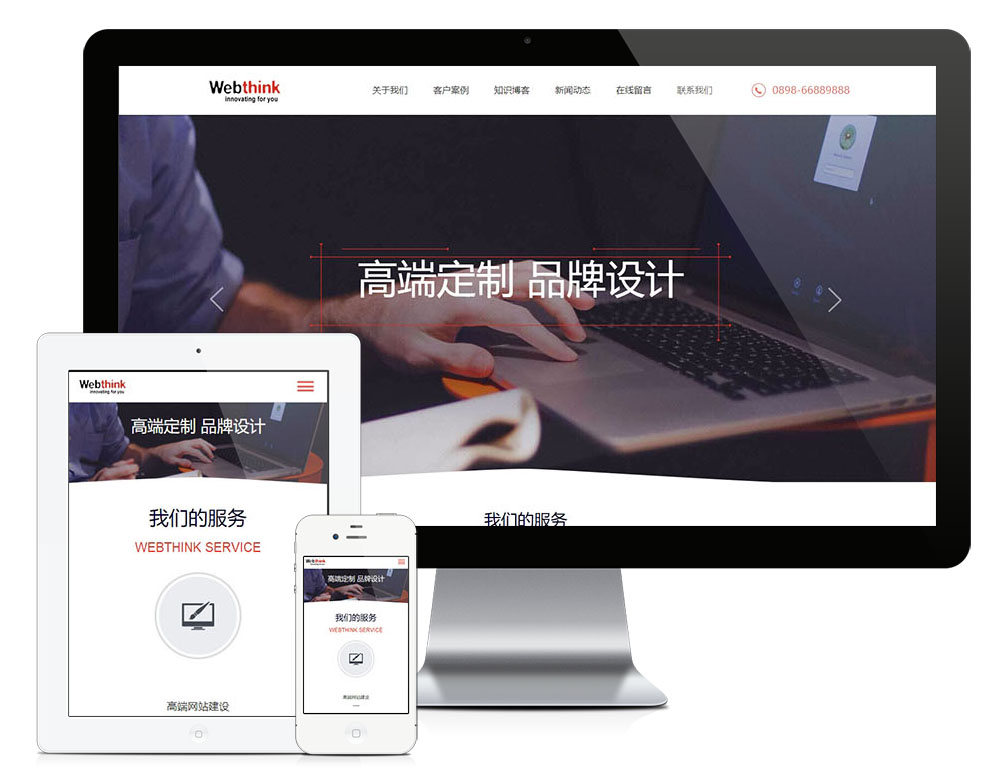 Webthink
innovating for you
关于我们 客户案例 知识博客 新闻动态 在线留言 联系我们 0898-66889888
高端定制 品牌设计
我们的服务
Webthink
innovating for you
高端定制 品牌设计
我们的服务
WEBTHINK SERVICE
高端网站建设
Webthink
高端定制 品牌设计
我们的服务
WEBTHINK SERVICE
高端网站建设